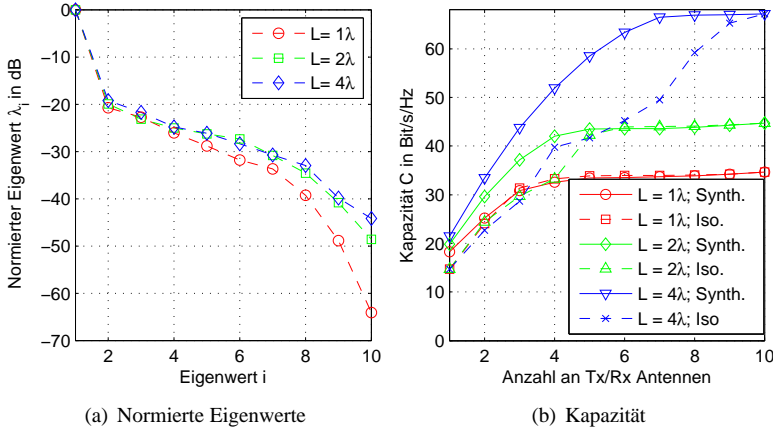 0
−10
−20
−30
−40
−50
−60
−70
2
4
6
8
10
Normierter Eigenwert λi in dB
Eigenwert i
L= 1λ
L= 2λ
L= 4λ
(a) Normierte Eigenwerte
60
50
40
30
20
10
0
2
4
6
8
10
Kapazität C in Bit/s/Hz
Anzahl an Tx/Rx Antennen
L = 1λ; Synth.
L = 1λ; Iso.
L = 2λ; Synth.
L = 2λ; Iso.
L = 4λ; Synth.
L = 4λ; Iso
(b) Kapazität